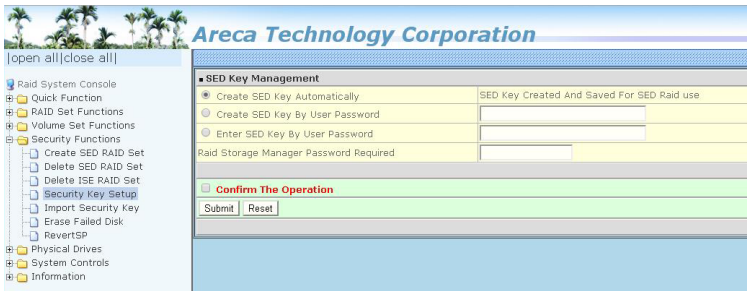 Areca Technology Corporation
|open all|close all|
Raid System Console
Quick Function
RAID Set Functions
Volume Set Functions
Security Functions
Create SED RAID Set
Delete SED RAID Set
Delete ISE RAID Set
Security Key Setup
Import Security Key
Erase Failed Disk
RevertSP
Physical Drives
System Controls
Information
SED Key Management
Create SED Key Automatically SED Key Created And Saved For SED Raid use
Create SED Key By User Password
Enter SED Key By User Password
Raid Storage Manager Password Required
Confirm The Operation
Submit Reset